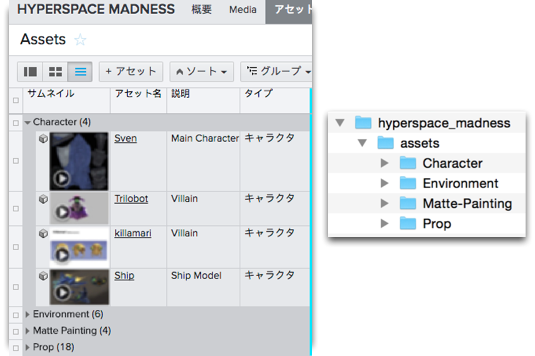 HYPERSPACE MADNESS 概要 Media アセット
Assets
+ アセット ソート グループ
サムネイル アセット名 説明 タイプ
Character (4)
Sven Main Character キャラクタ
Trilobot Villain キャラクタ
killamari Villain キャラクタ
Ship Ship Model キャラクタ
Environment (6)
Matte Painting (4)
Prop (18)
hyperspace_madness
assets
Character
Environment
Matte-Painting
Prop